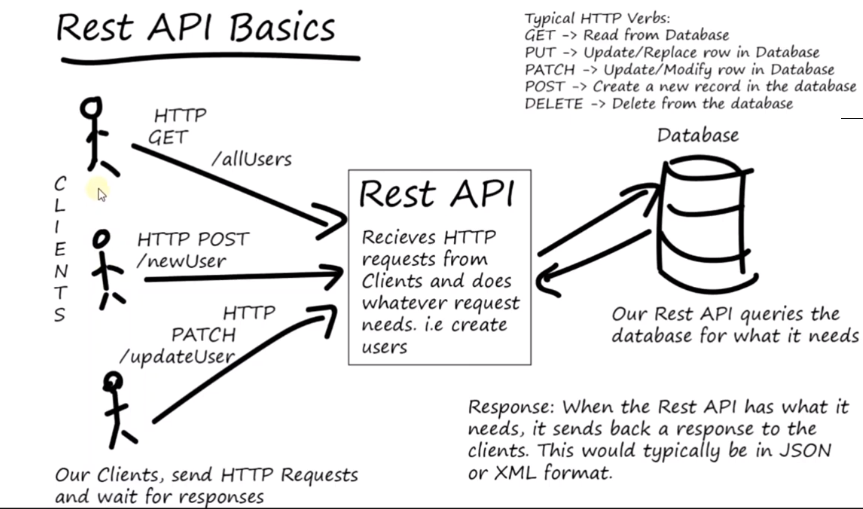 Rest API Basics
Typical HTTP Verbs:
GET -> Read from Database
PUT -> Update/Replace row in Database
PATCH -> Update/Modify row in Database
POST -> Create a new record in the database
DELETE -> Delete from the database
CLIENTS
HTTP
GET
/allUsers
HTTP POST
/newUser
HTTP
PATCH
/updateUser
Our Clients, send HTTP Requests
and wait for responses
Rest API
Recieves HTTP
requests from
Clients and does
whatever request
needs. i.e create
users
Database
Our Rest API queries the
database for what it needs
Response: When the Rest API has what it
needs, it sends back a response to the
clients. This would typically be in JSON
or XML format.